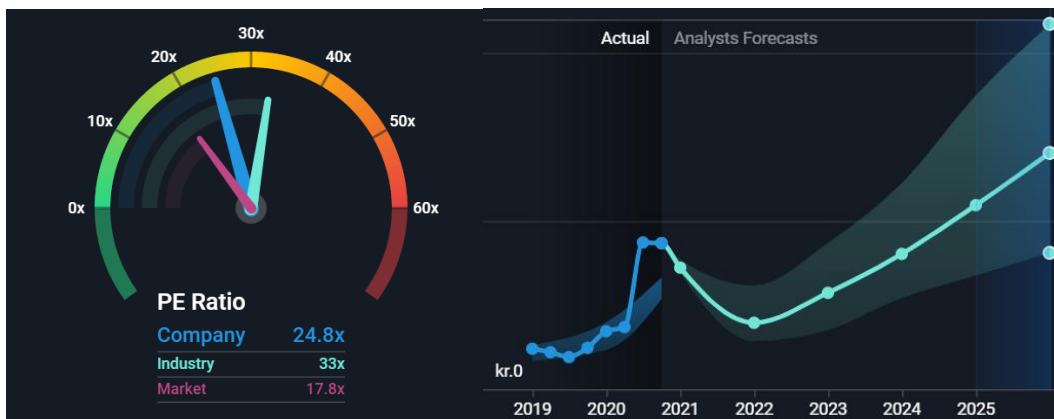 30x
20x
40x
10x
50x
0x
60x
PE Ratio
Company 24.8x
Industry 33x
Market 17.8x
Actual Analysts Forecasts
kr.0
2019 2020 2021 2022 2023 2024 2025